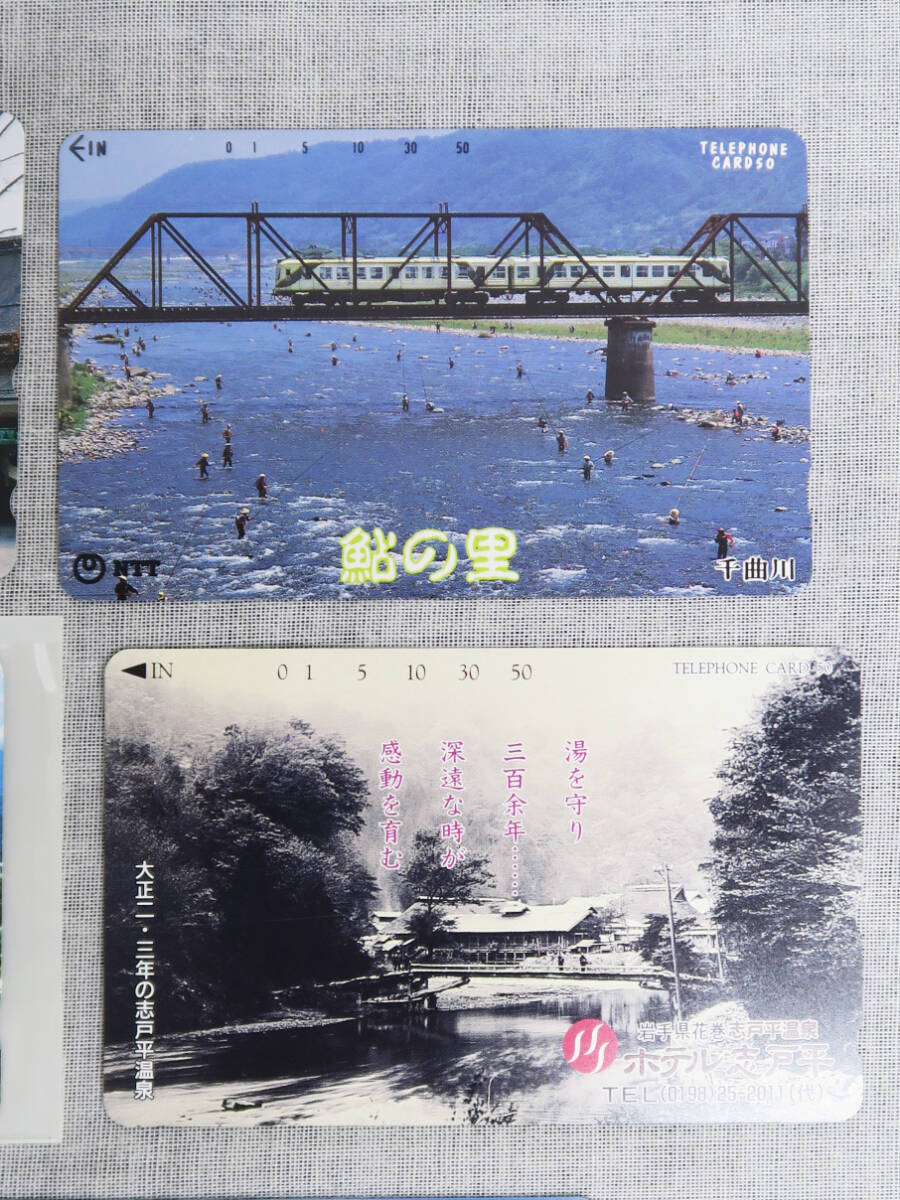 IN
0 1 5 10 30 50
TELEPHONE
CARD50
NTT
鮎の里
千曲川
IN
0 1 5 10 30 50
TELEPHONE CARD 50
湯を守り
三百余年……
深遠な時が
感動を育む
大正二・三年の志戸平温泉
岩手県花巻志戸平温泉
ホテル志戸平
TEL(0198)25-2011(代)